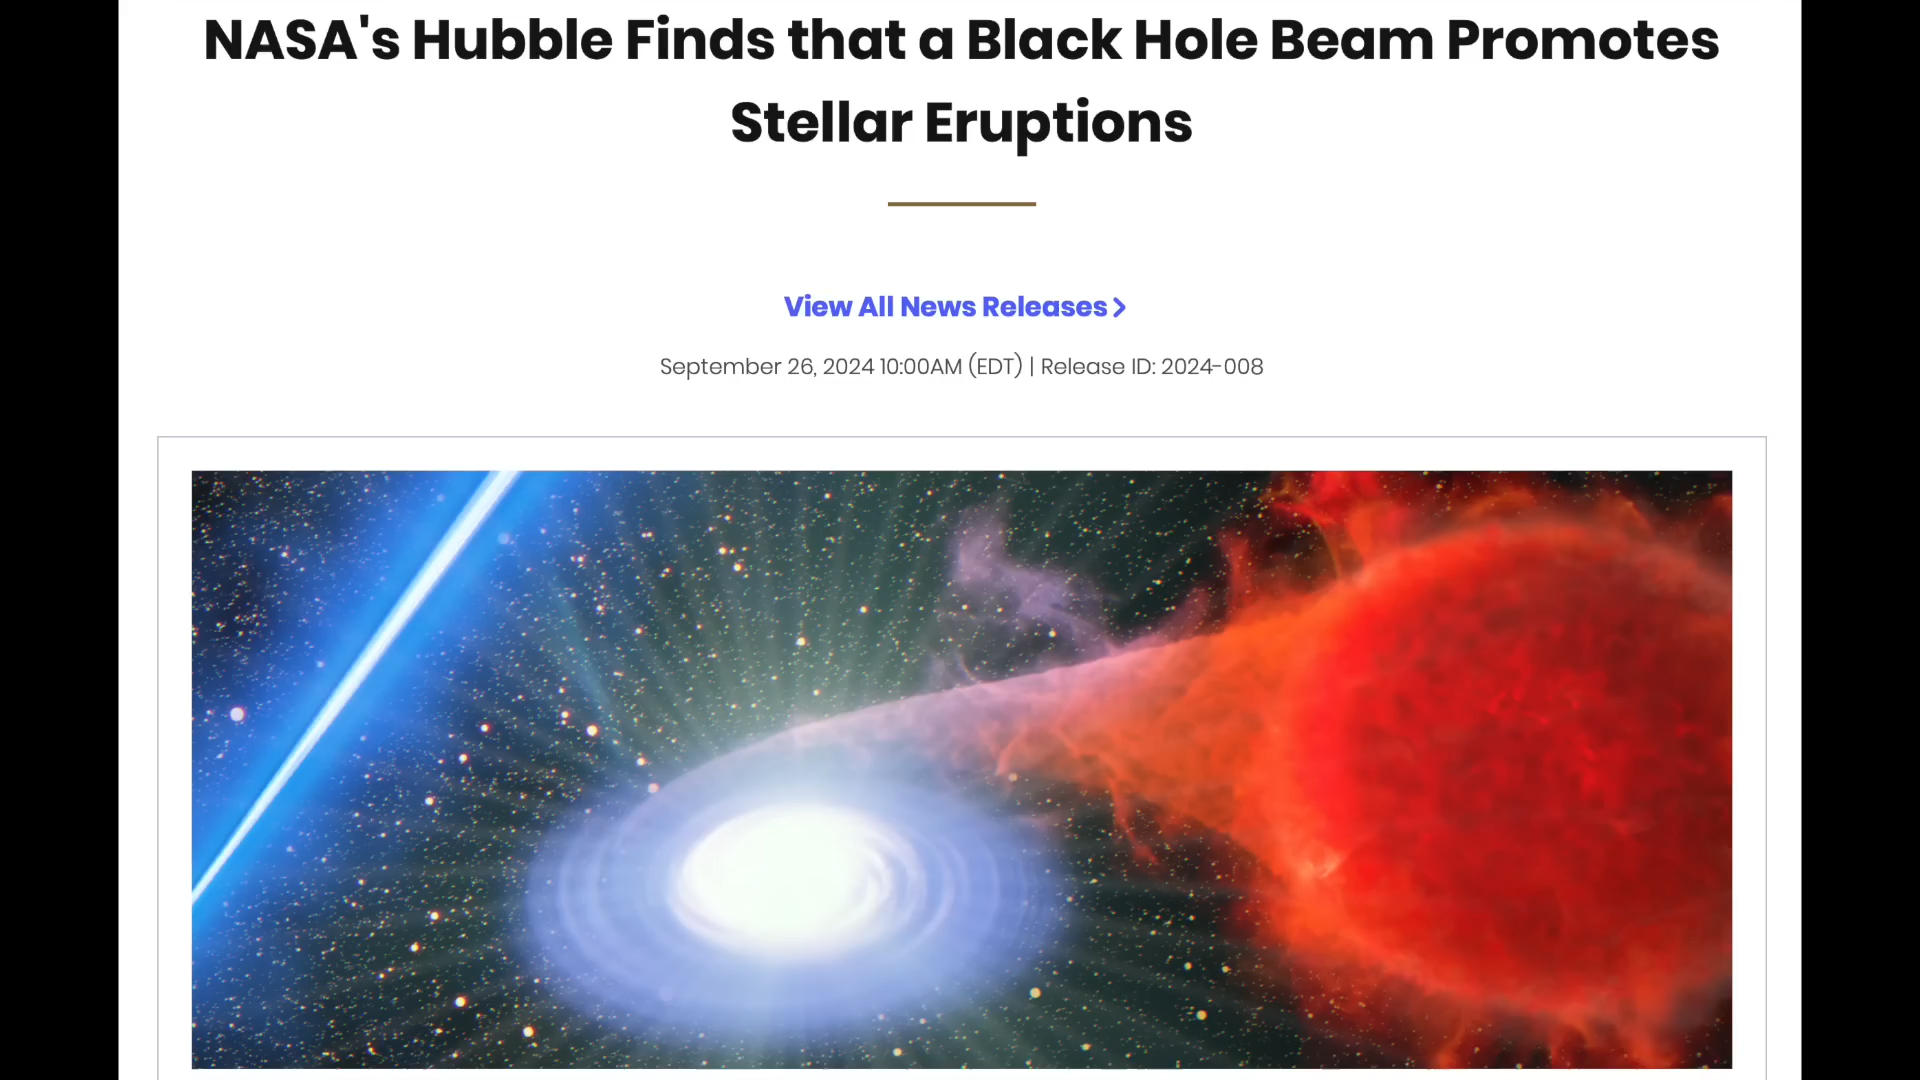 NASA's Hubble Finds that a Black Hole Beam Promotes
Stellar Eruptions
View All News Releases
September 26, 2024 10:00AM (EDT) | Release ID: 2024-008